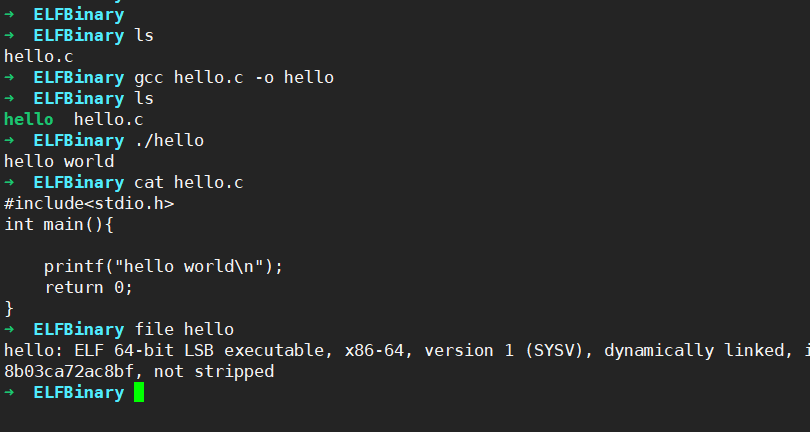 ➜ ELFBinary
➜ ELFBinary ls
hello.c
➜ ELFBinary gcc hello.c -o hello
➜ ELFBinary ls
hello  hello.c
➜ ELFBinary ./hello
hello world
➜ ELFBinary cat hello.c
#include<stdio.h>
int main(){
    printf("hello world\n");
    return 0;
}
➜ ELFBinary file hello
hello: ELF 64-bit LSB executable, x86-64, version 1 (SYSV), dynamically linked, i
8b03ca72ac8bf, not stripped
➜ ELFBinary